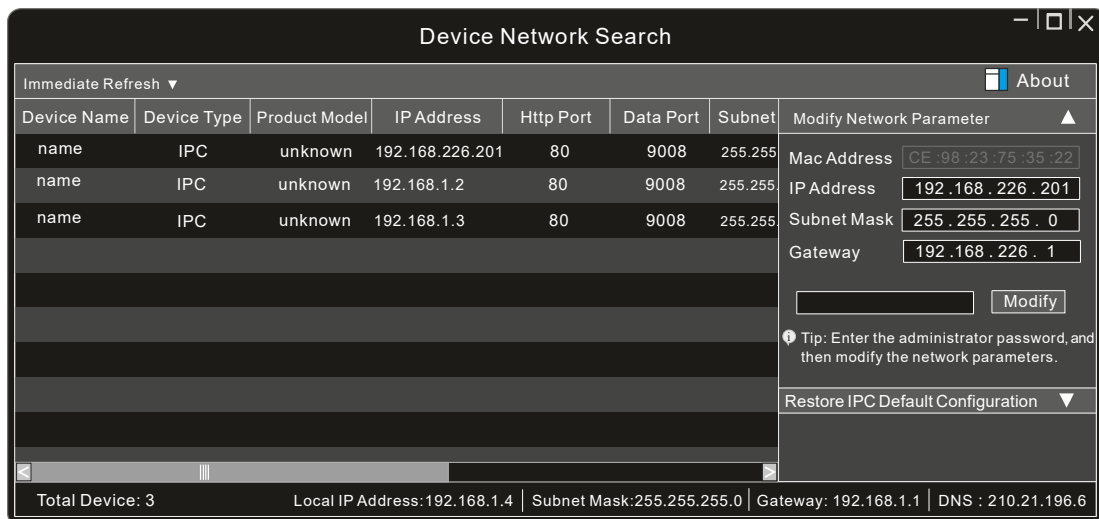 Device Network Search
Immediate Refresh ▼
About
Device Name Device Type Product Model IP Address Http Port Data Port Subnet
name IPC unknown 192.168.226.201 80 9008 255.255
name IPC unknown 192.168.1.2 80 9008 255.255.
name IPC unknown 192.168.1.3 80 9008 255.255.
Modify Network Parameter ▲
Mac Address CE :98 :23 :75 :35 :22
IP Address 192 .168 . 226 . 201
Subnet Mask 255 . 255 . 255 . 0
Gateway 192 .168 . 226 . 1
Modify
Tip: Enter the administrator password, and
then modify the network parameters.
Restore IPC Default Configuration ▼
Total Device: 3 Local IP Address:192.168.1.4 Subnet Mask:255.255.255.0 Gateway: 192.168.1.1 DNS : 210.21.196.6